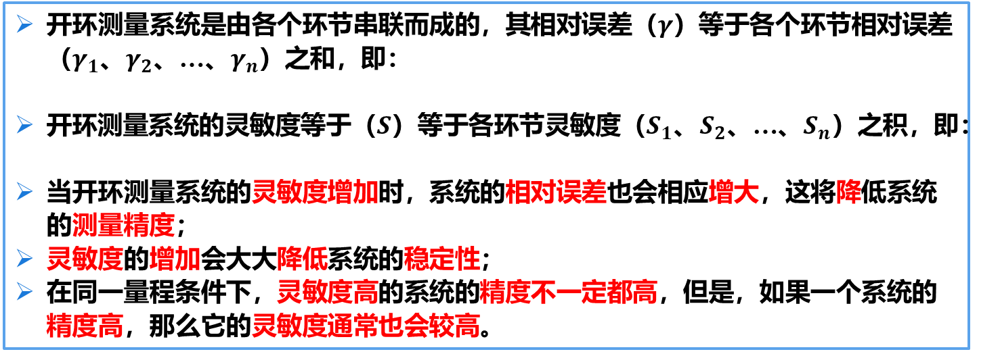 ➢ 开环测量系统是由各个环节串联而成的，其相对误差（γ）等于各个环节相对误差
（γ₁、γ₂、…、γₙ）之和，即：
➢ 开环测量系统的灵敏度等于（S）等于各环节灵敏度（S₁、S₂、…、Sₙ）之积，即：
➢ 当开环测量系统的灵敏度增加时，系统的相对误差也会相应增大，这将降低系统
的测量精度；
➢ 灵敏度的增加会大大降低系统的稳定性；
➢ 在同一量程条件下，灵敏度高的系统的精度不一定都高，但是，如果一个系统的
精度高，那么它的灵敏度通常也会较高。